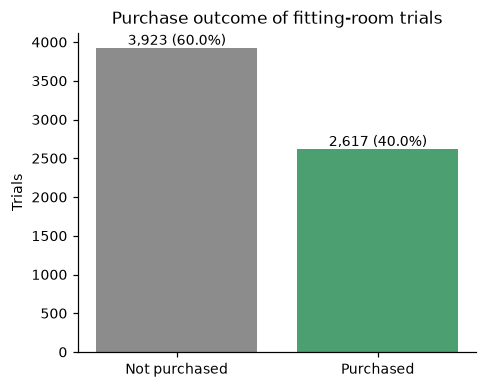 Purchase outcome of fitting-room trials
3,923 (60.0%)
2,617 (40.0%)
4000
3500
3000
2500
2000
1500
1000
500
0
Trials
Not purchased
Purchased